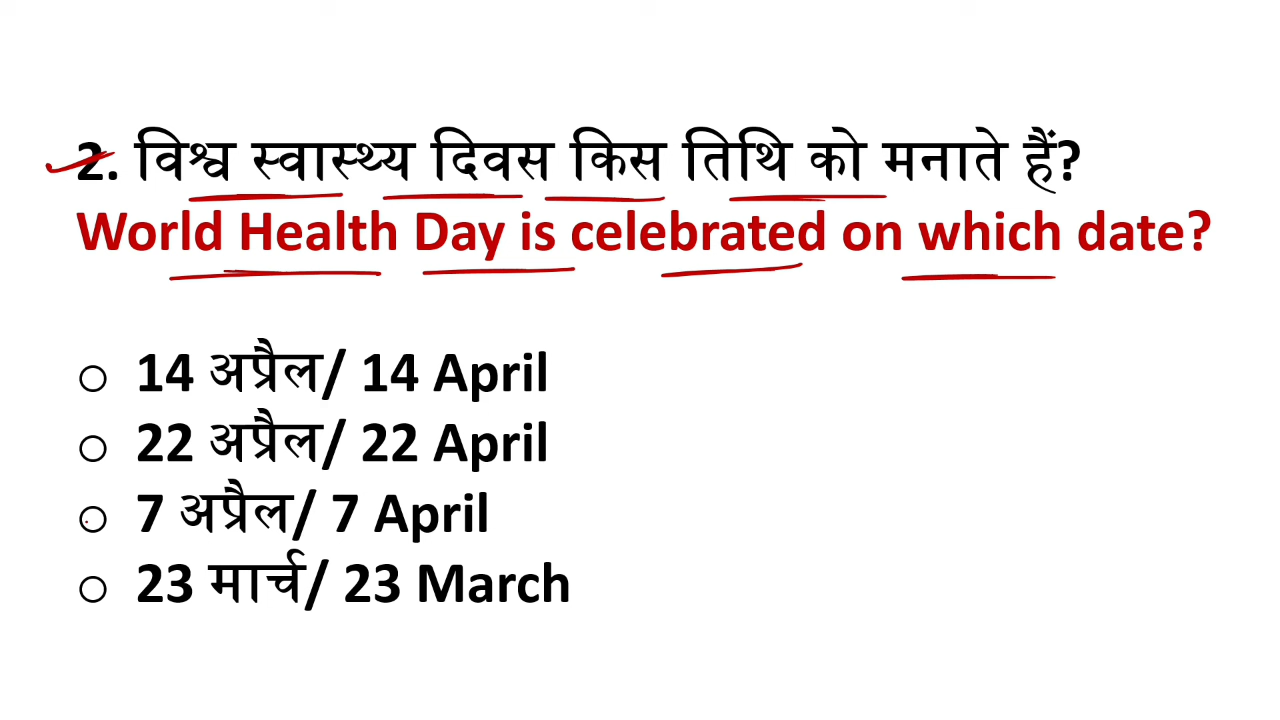 2. विश्व स्वास्थ्य दिवस किस तिथि को मनाते हैं?
World Health Day is celebrated on which date?
○ 14 अप्रैल/ 14 April
○ 22 अप्रैल/ 22 April
○ 7 अप्रैल/ 7 April
○ 23 मार्च/ 23 March